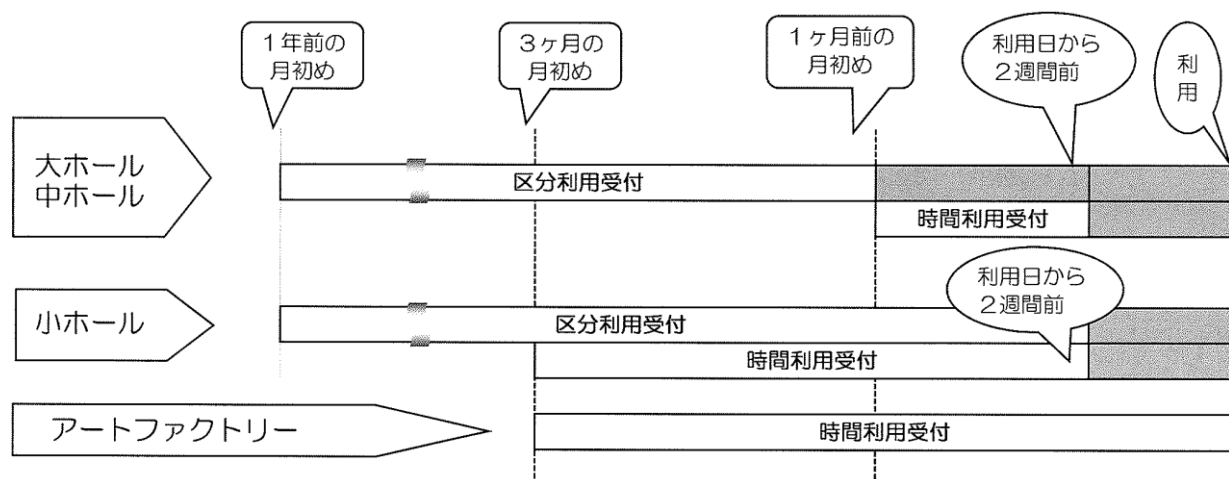 １年前の
月初め
３ヶ月の
月初め
１ヶ月前の
月初め
利用日から
２週間前
利
用
大ホール
中ホール
区分利用受付
時間利用受付
利用日から
２週間前
小ホール
区分利用受付
時間利用受付
アートファクトリー
時間利用受付